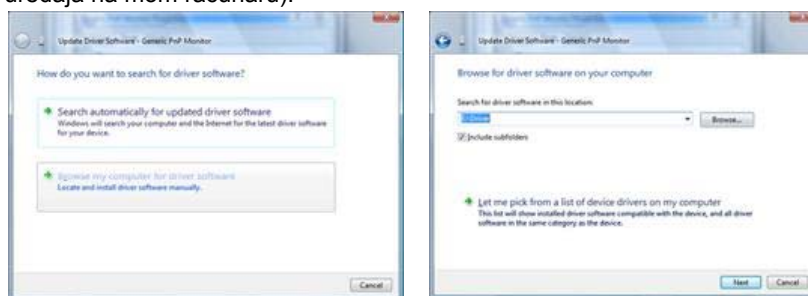 uređaja na mom računaru).
Update Driver Software - Generic PnP Monitor
How do you want to search for driver software?
Search automatically for updated driver software
Windows will search your computer and the Internet for the latest driver software
for your device.
Browse my computer for driver software
Locate and install driver software manually.
Cancel
Update Driver Software - Generic PnP Monitor
Browse for driver software on your computer
Search for driver software in this location:
Browse...
Include subfolders
Let me pick from a list of device drivers on my computer
This list will show installed driver software compatible with the device, and all driver
software in the same category as the device.
Next
Cancel